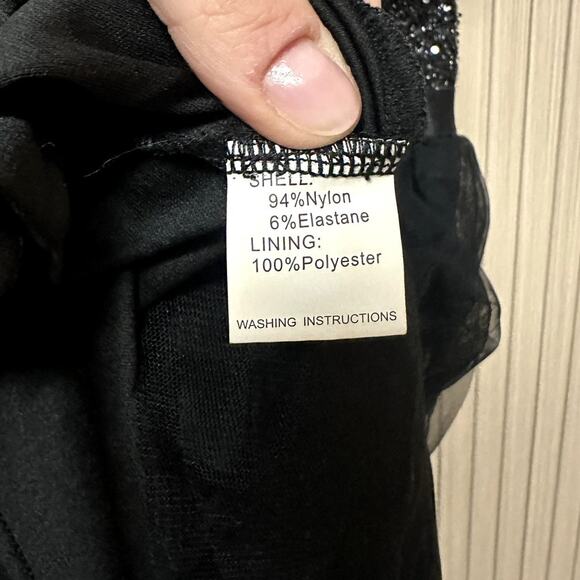 SHELL:
94%Nylon
6%Elastane
LINING:
100%Polyester
WASHING INSTRUCTIONS